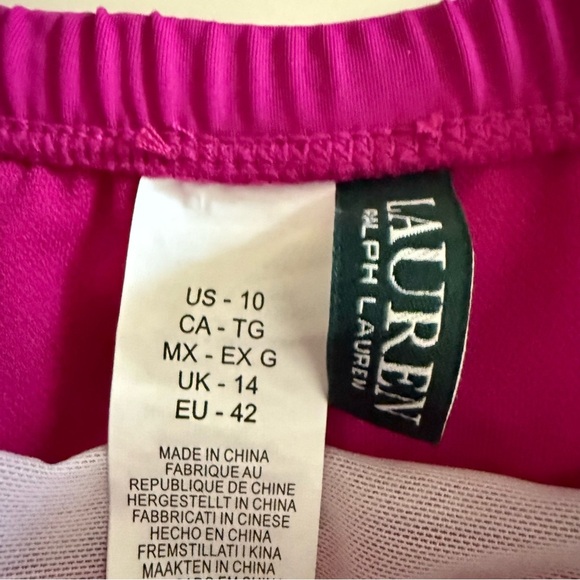 US - 10
CA - TG
MX - EX G
UK - 14
EU - 42
MADE IN CHINA
FABRIQUE AU
REPUBLIQUE DE CHINE
HERGESTELLT IN CHINA
FABBRICATI IN CINESE
HECHO EN CHINA
FREMSTILLATI I KINA
MAAKTEN IN CHINA
LAUREN
RALPH LAUREN